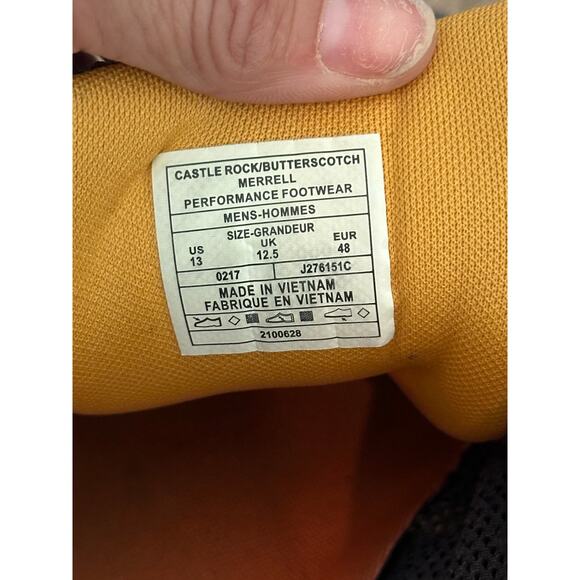 CASTLE ROCK/BUTTERSCOTCH
MERRELL
PERFORMANCE FOOTWEAR
MENS-HOMMES
SIZE-GRANDEUR
US UK EUR
13 12.5 48
0217 J276151C
MADE IN VIETNAM
FABRIQUE EN VIETNAM
2100628